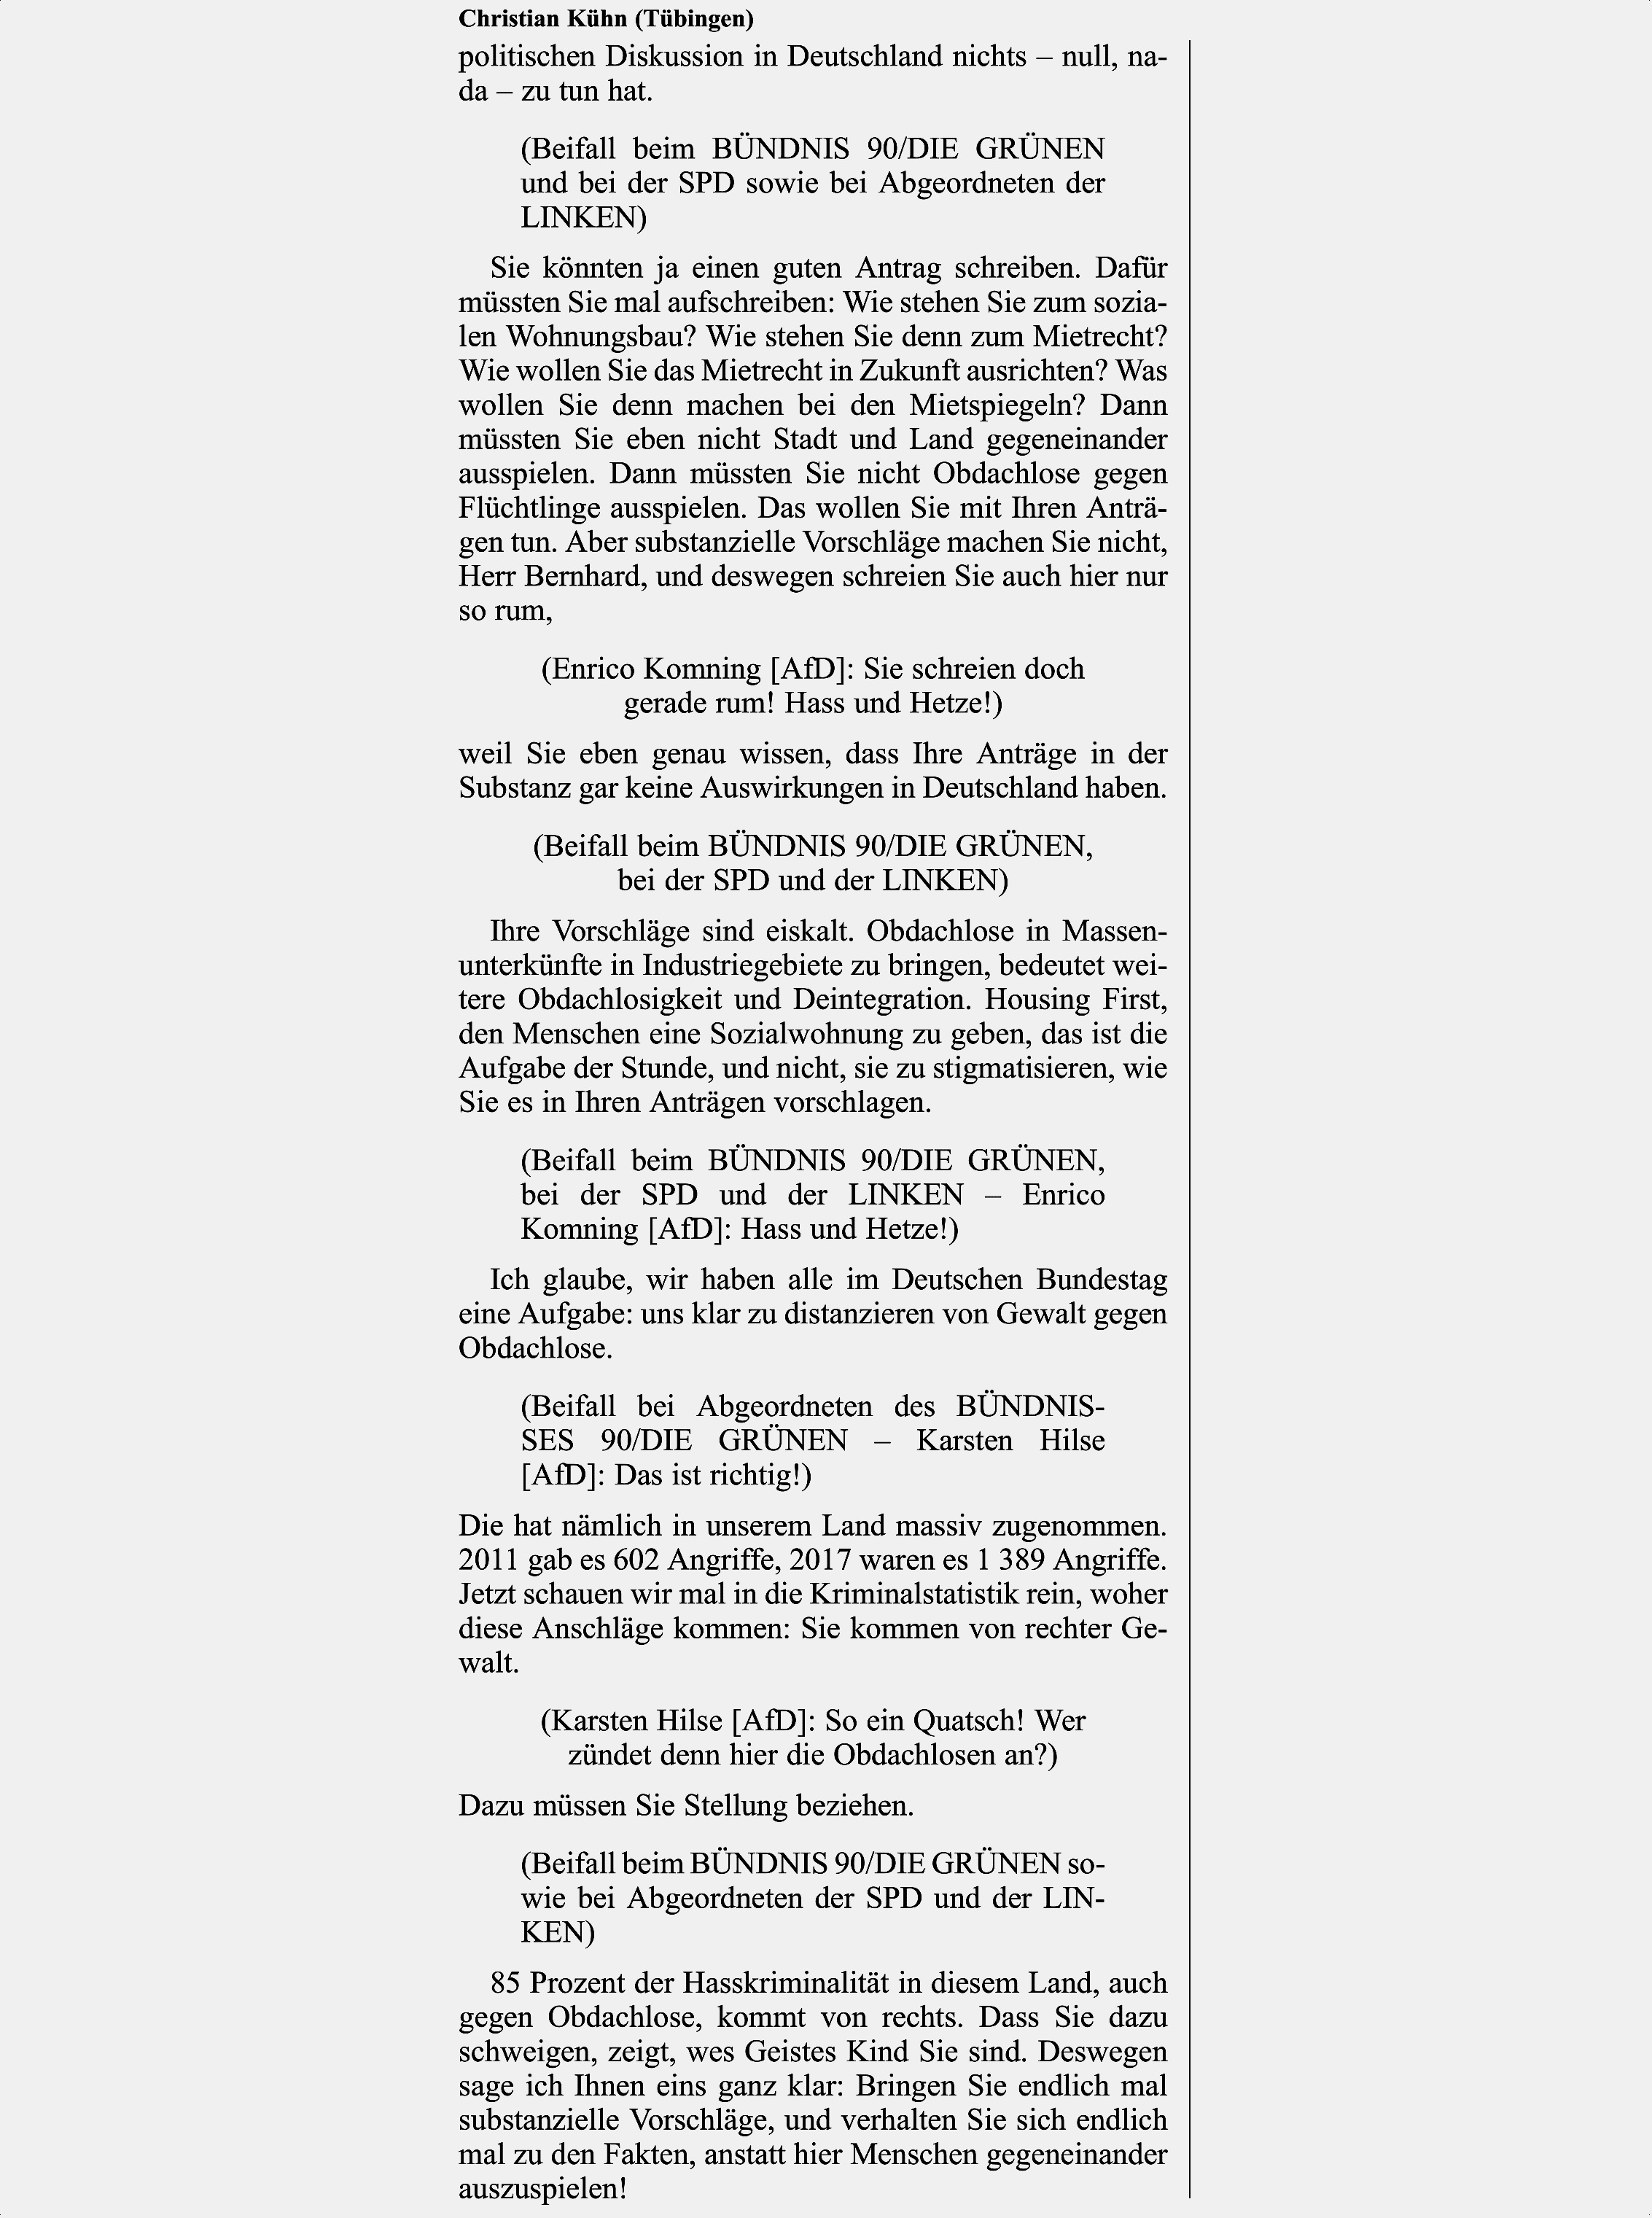 Christian Kühn (Tübingen)
politischen Diskussion in Deutschland nichts – null, na-
da – zu tun hat.
(Beifall beim BÜNDNIS 90/DIE GRÜNEN
und bei der SPD sowie bei Abgeordneten der
LINKEN)
Sie könnten ja einen guten Antrag schreiben. Dafür
müssten Sie mal aufschreiben: Wie stehen Sie zum sozia-
len Wohnungsbau? Wie stehen Sie denn zum Mietrecht?
Wie wollen Sie das Mietrecht in Zukunft ausrichten? Was
wollen Sie denn machen bei den Mietspiegeln? Dann
müssten Sie eben nicht Stadt und Land gegeneinander
ausspielen. Dann müssten Sie nicht Obdachlose gegen
Flüchtlinge ausspielen. Das wollen Sie mit Ihren Anträ-
gen tun. Aber substanzielle Vorschläge machen Sie nicht,
Herr Bernhard, und deswegen schreien Sie auch hier nur
so rum,
(Enrico Komning [AfD]: Sie schreien doch
gerade rum! Hass und Hetze!)
weil Sie eben genau wissen, dass Ihre Anträge in der
Substanz gar keine Auswirkungen in Deutschland haben.
(Beifall beim BÜNDNIS 90/DIE GRÜNEN,
bei der SPD und der LINKEN)
Ihre Vorschläge sind eiskalt. Obdachlose in Massen-
unterkünfte in Industriegebiete zu bringen, bedeutet wei-
tere Obdachlosigkeit und Deintegration. Housing First,
den Menschen eine Sozialwohnung zu geben, das ist die
Aufgabe der Stunde, und nicht, sie zu stigmatisieren, wie
Sie es in Ihren Anträgen vorschlagen.
(Beifall beim BÜNDNIS 90/DIE GRÜNEN,
bei der SPD und der LINKEN – Enrico
Komning [AfD]: Hass und Hetze!)
Ich glaube, wir haben alle im Deutschen Bundestag
eine Aufgabe: uns klar zu distanzieren von Gewalt gegen
Obdachlose.
(Beifall bei Abgeordneten des BÜNDNIS-
SES 90/DIE GRÜNEN – Karsten Hilse
[AfD]: Das ist richtig!)
Die hat nämlich in unserem Land massiv zugenommen.
2011 gab es 602 Angriffe, 2017 waren es 1 389 Angriffe.
Jetzt schauen wir mal in die Kriminalstatistik rein, woher
diese Anschläge kommen: Sie kommen von rechter Ge-
walt.
(Karsten Hilse [AfD]: So ein Quatsch! Wer
zündet denn hier die Obdachlosen an?)
Dazu müssen Sie Stellung beziehen.
(Beifall beim BÜNDNIS 90/DIE GRÜNEN so-
wie bei Abgeordneten der SPD und der LIN-
KEN)
85 Prozent der Hasskriminalität in diesem Land, auch
gegen Obdachlose, kommt von rechts. Dass Sie dazu
schweigen, zeigt, wes Geistes Kind Sie sind. Deswegen
sage ich Ihnen eins ganz klar: Bringen Sie endlich mal
substanzielle Vorschläge, und verhalten Sie sich endlich
mal zu den Fakten, anstatt hier Menschen gegeneinander
auszuspielen!